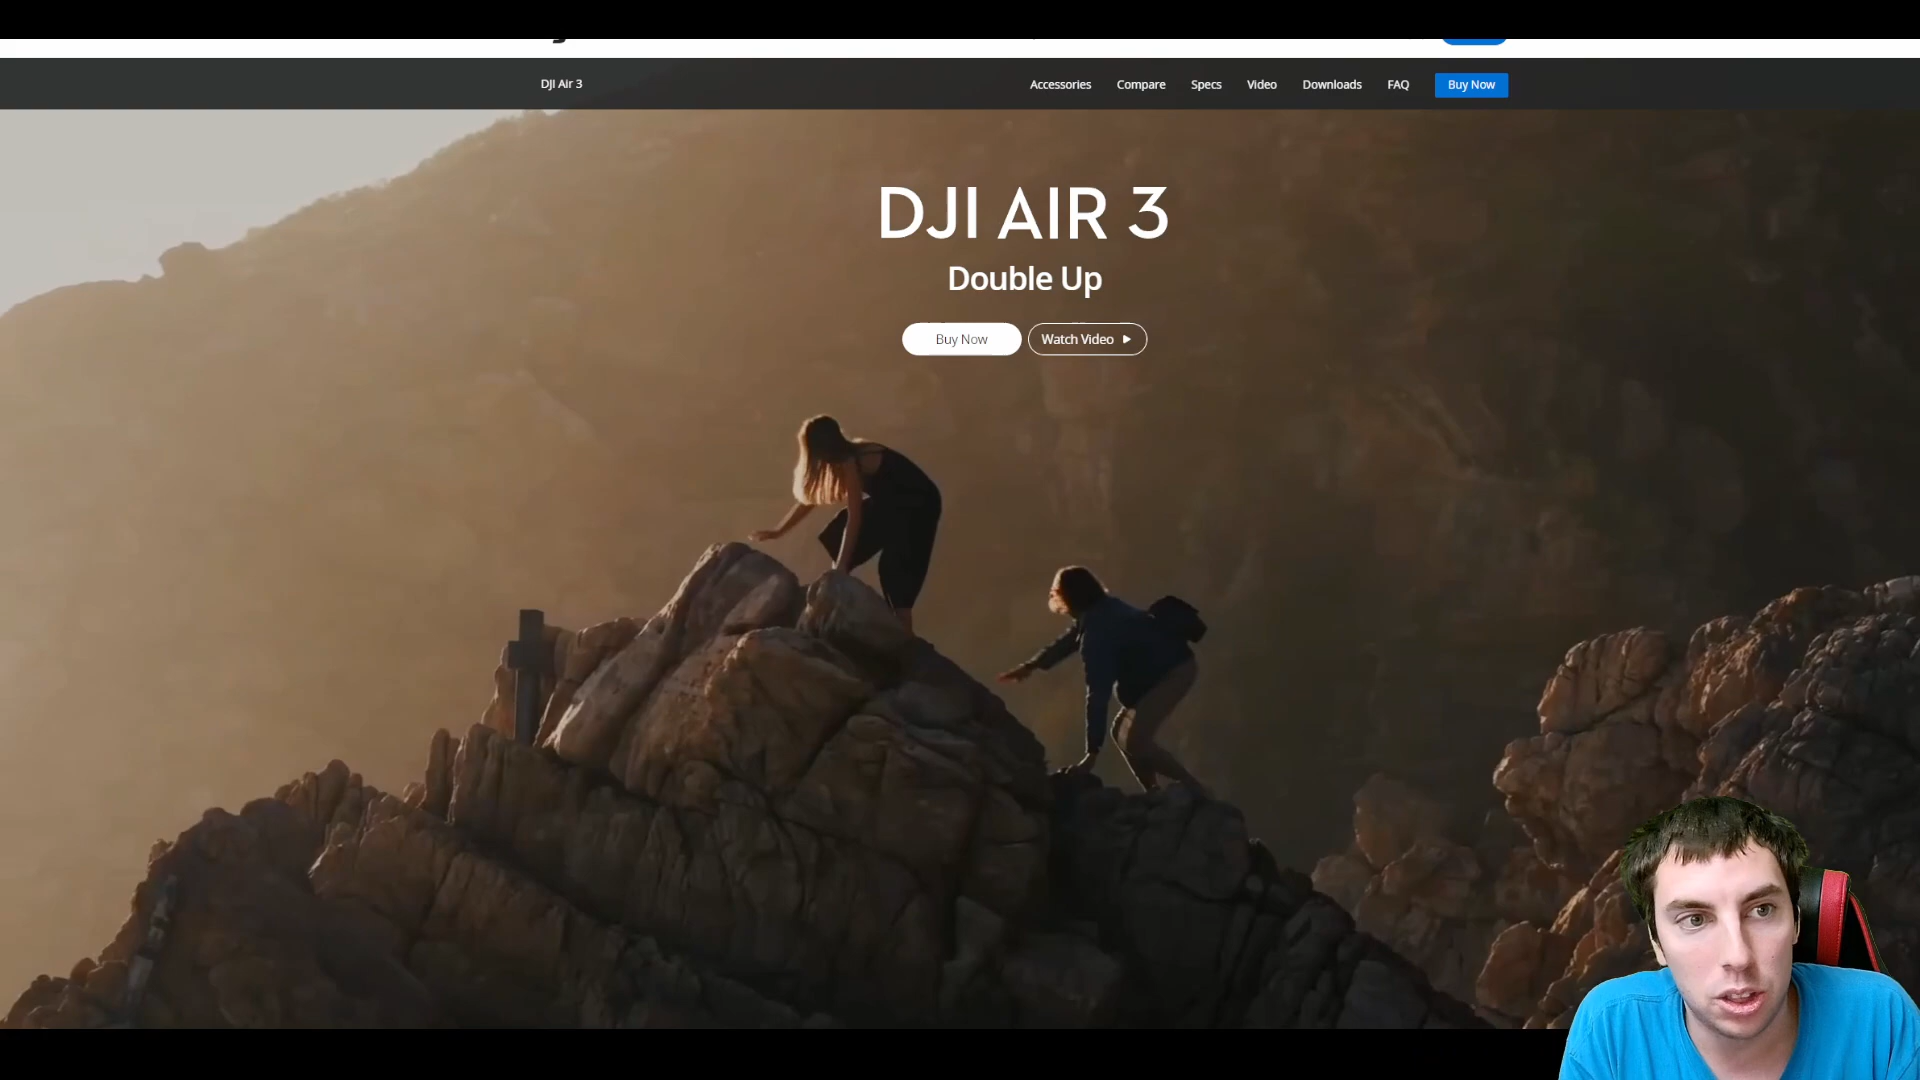 DJI Air 3
Accessories Compare Specs Video Downloads FAQ Buy Now
DJI AIR 3
Double Up
Buy Now Watch Video